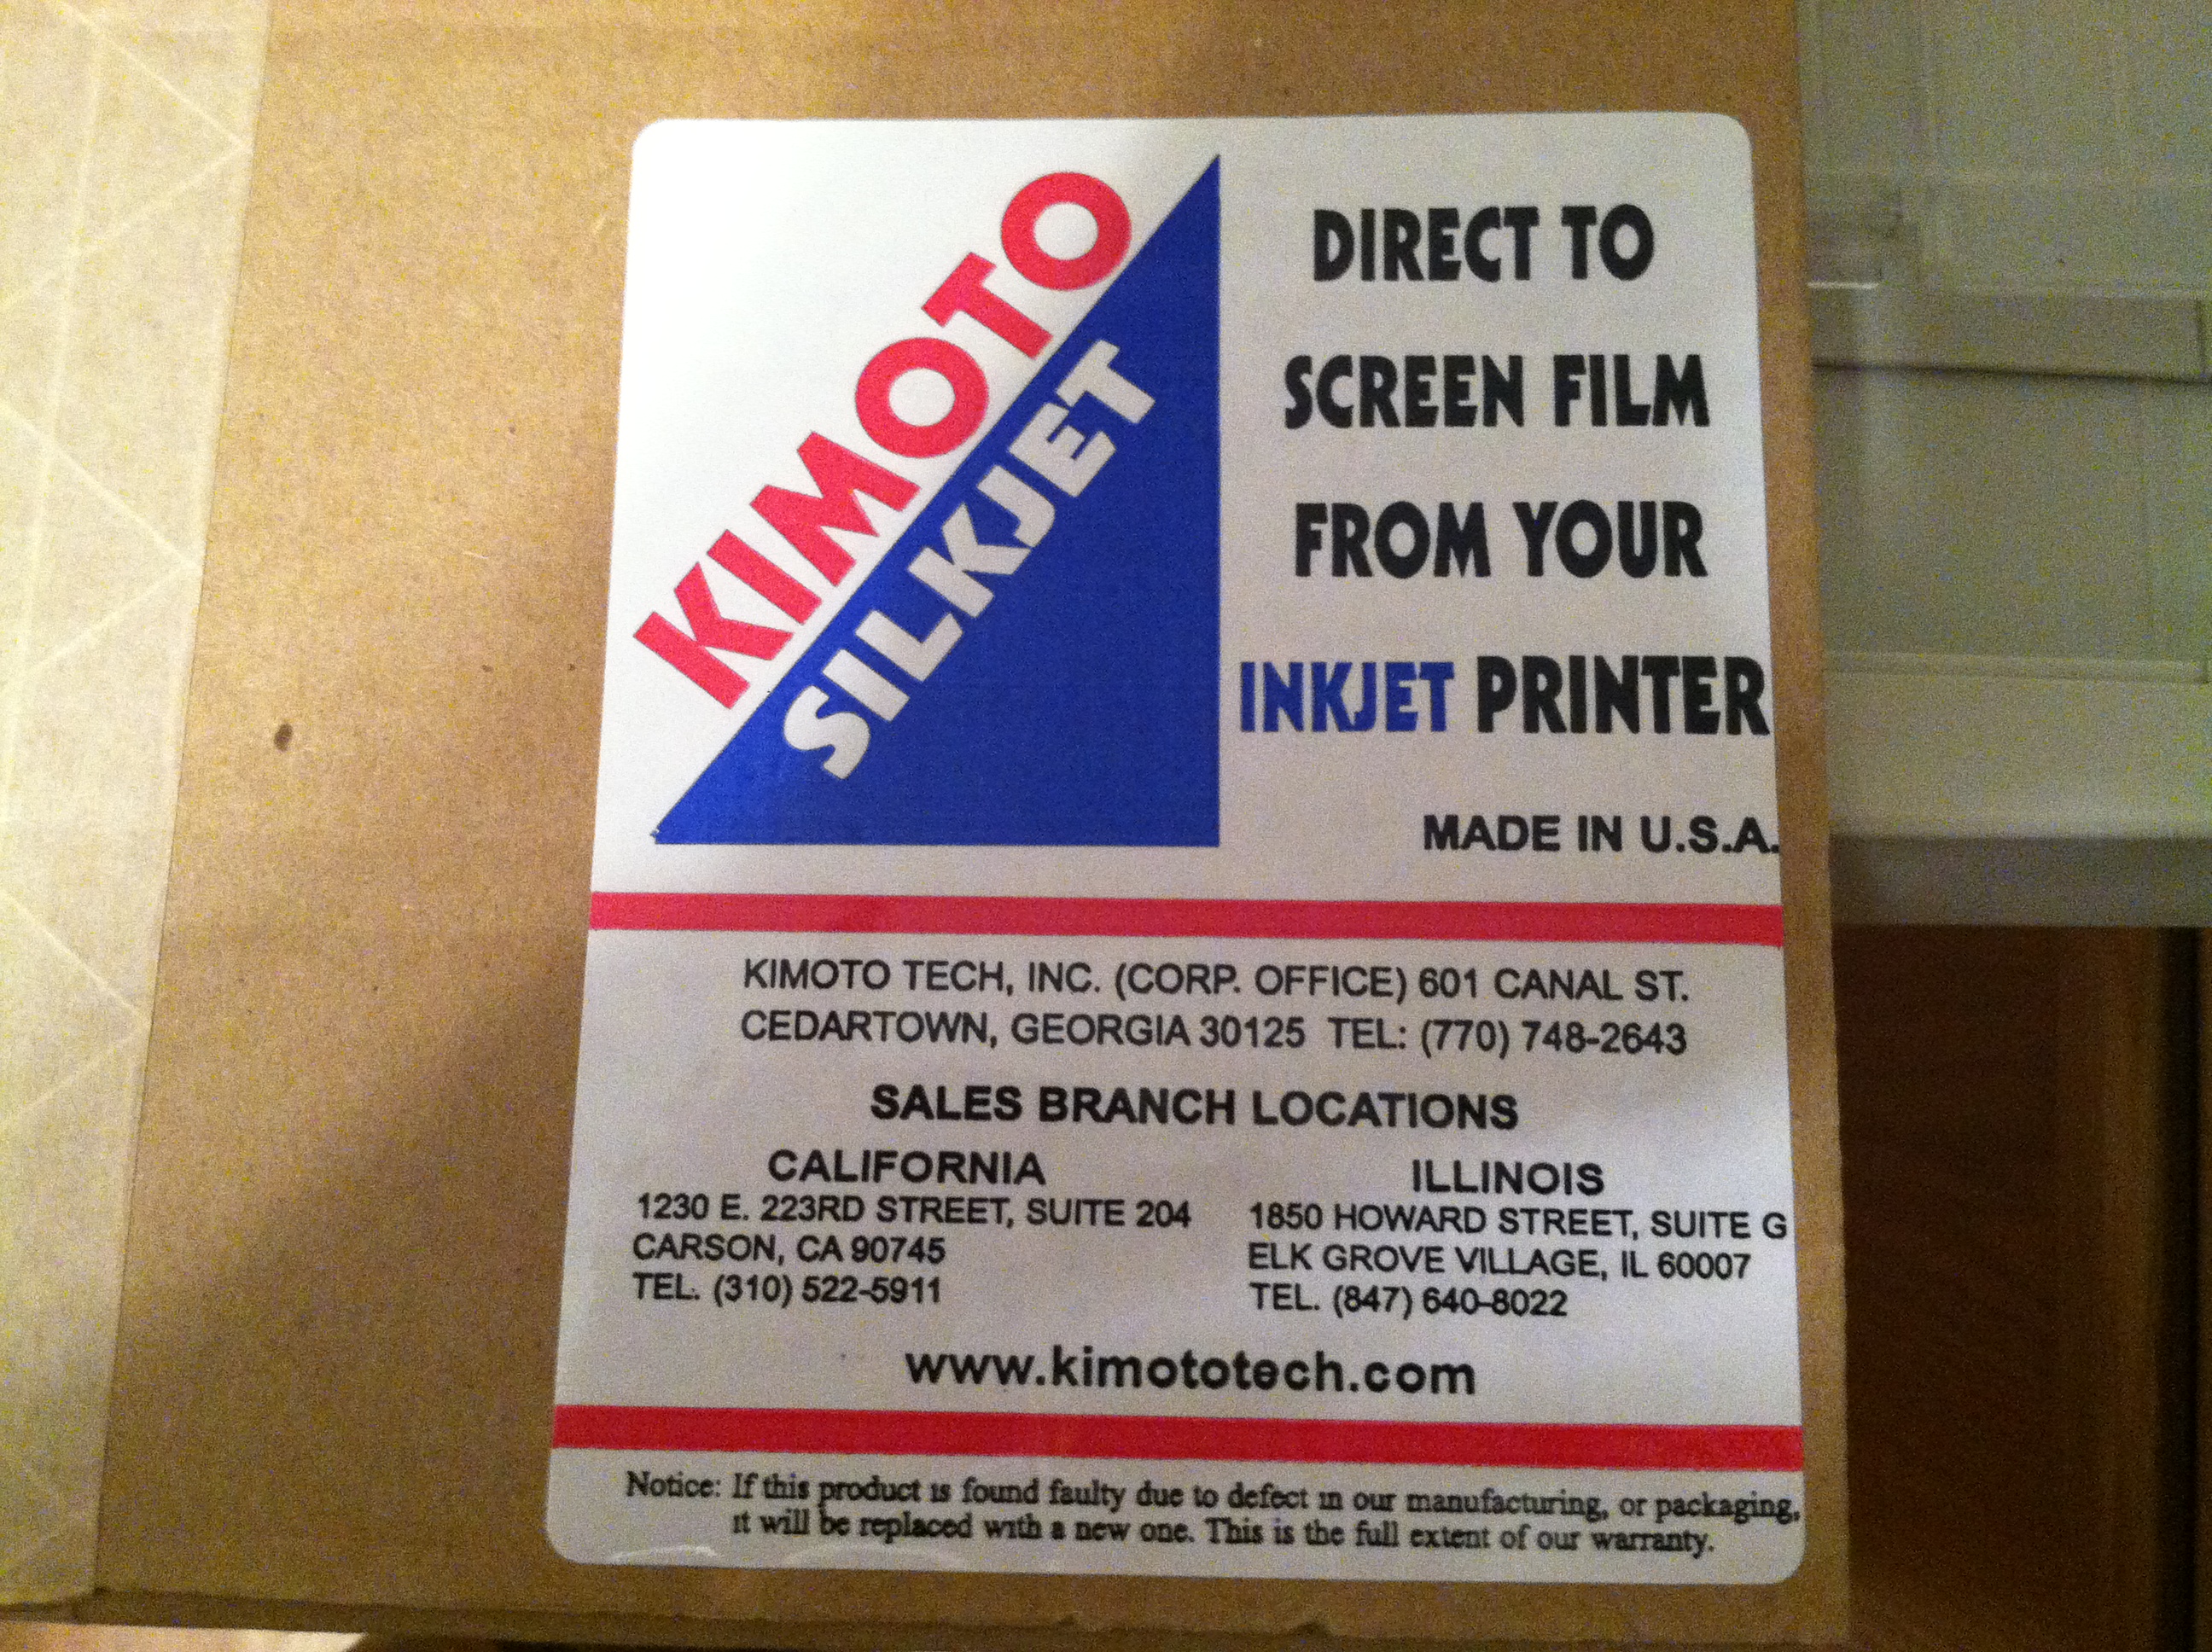 KIMOTO
SILKJET
DIRECT TO
SCREEN FILM
FROM YOUR
INKJET PRINTER
MADE IN U.S.A.
KIMOTO TECH, INC. (CORP. OFFICE) 601 CANAL ST.
CEDARTOWN, GEORGIA 30125 TEL: (770) 748-2643
SALES BRANCH LOCATIONS
CALIFORNIA
1230 E. 223RD STREET, SUITE 204
CARSON, CA 90745
TEL. (310) 522-5911
ILLINOIS
1850 HOWARD STREET, SUITE G
ELK GROVE VILLAGE, IL 60007
TEL. (847) 640-8022
www.kimototech.com
Notice: If this product is found faulty due to defect in our manufacturing, or packaging,
it will be replaced with a new one. This is the full extent of our warranty.